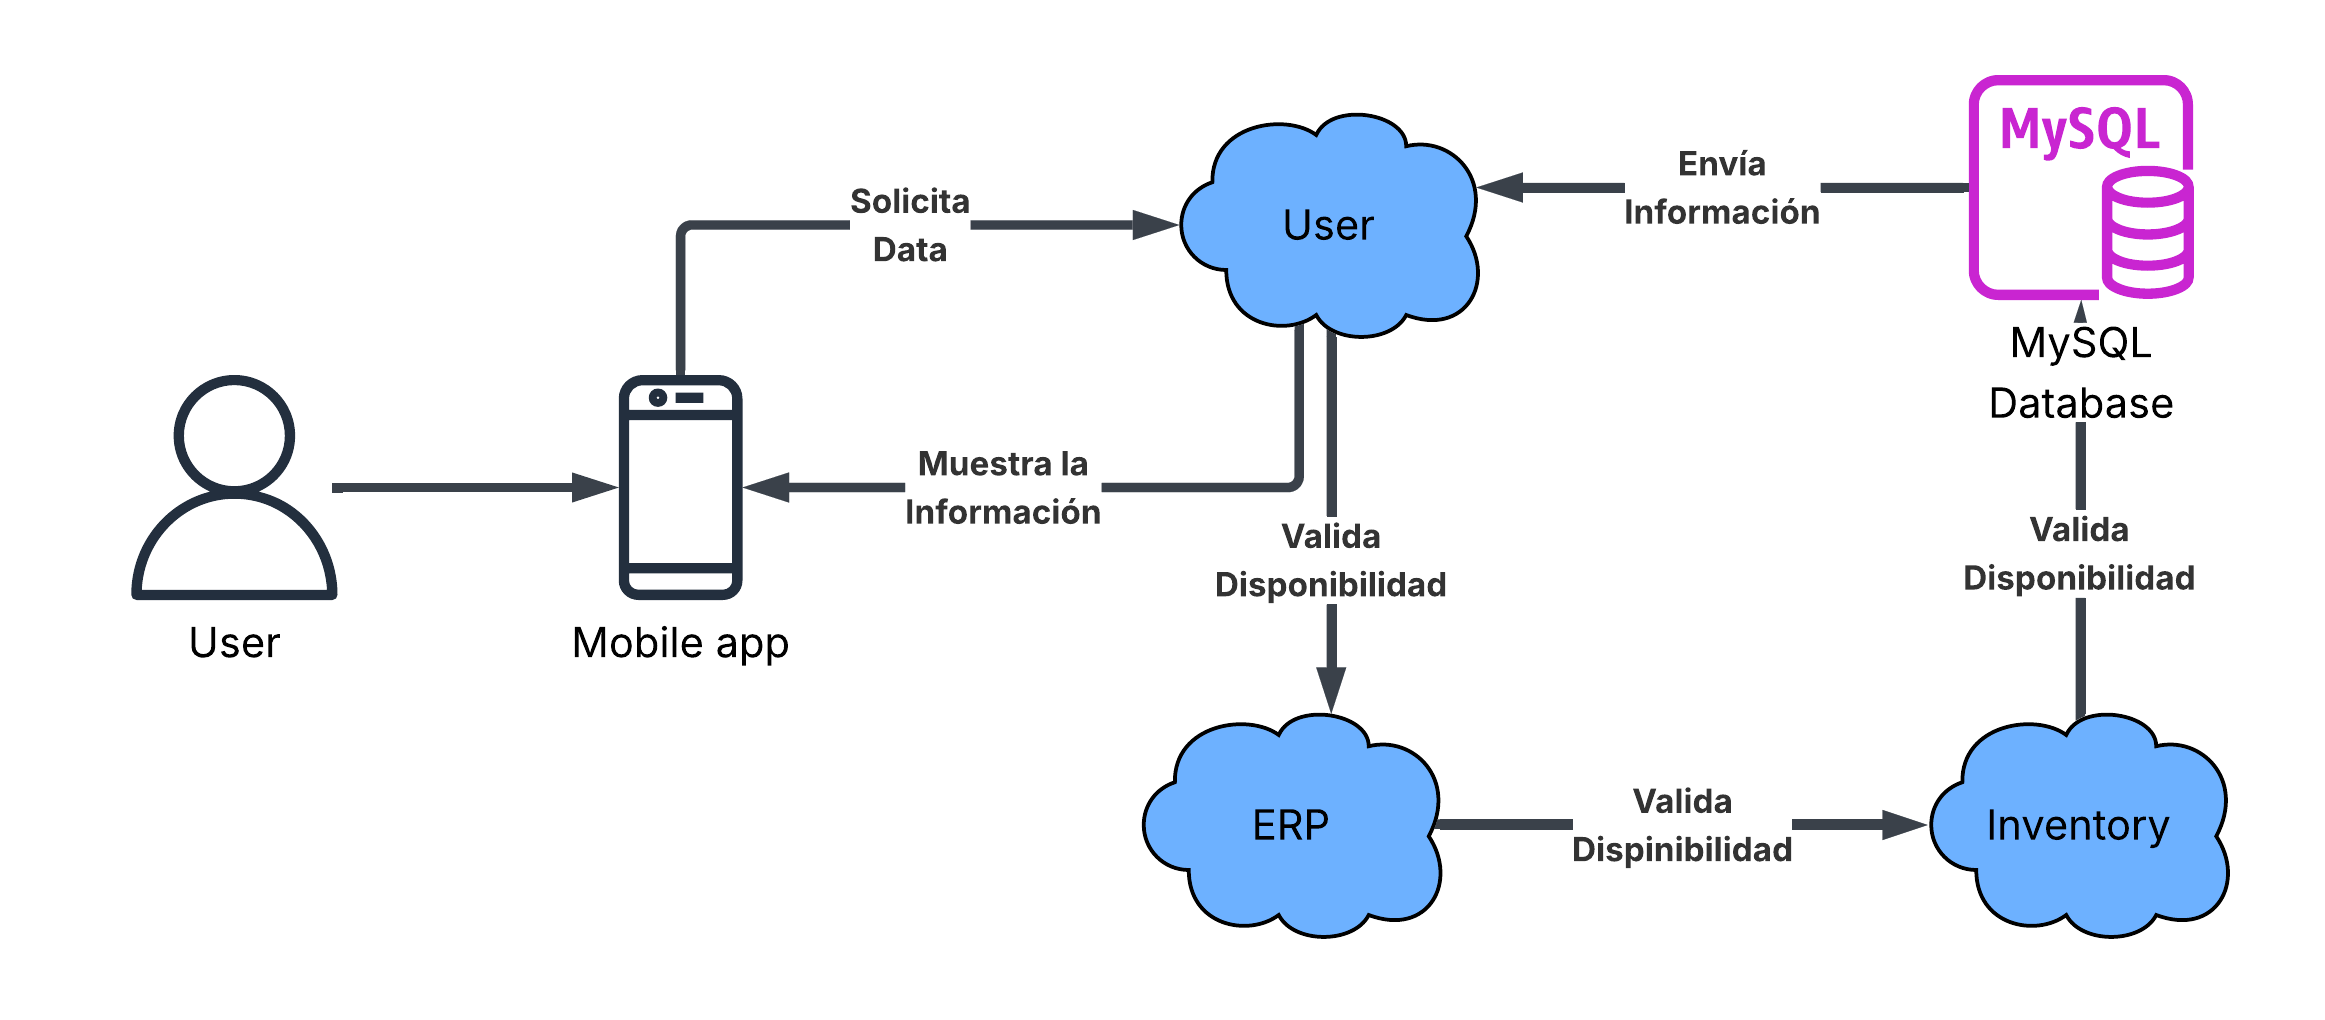 MySQL
Envía
Información
Solicita
Data
User
MySQL
Database
Muestra la
Información
Valida
Disponibilidad
Valida
Disponibilidad
User
Mobile app
ERP
Valida
Dispinibilidad
Inventory